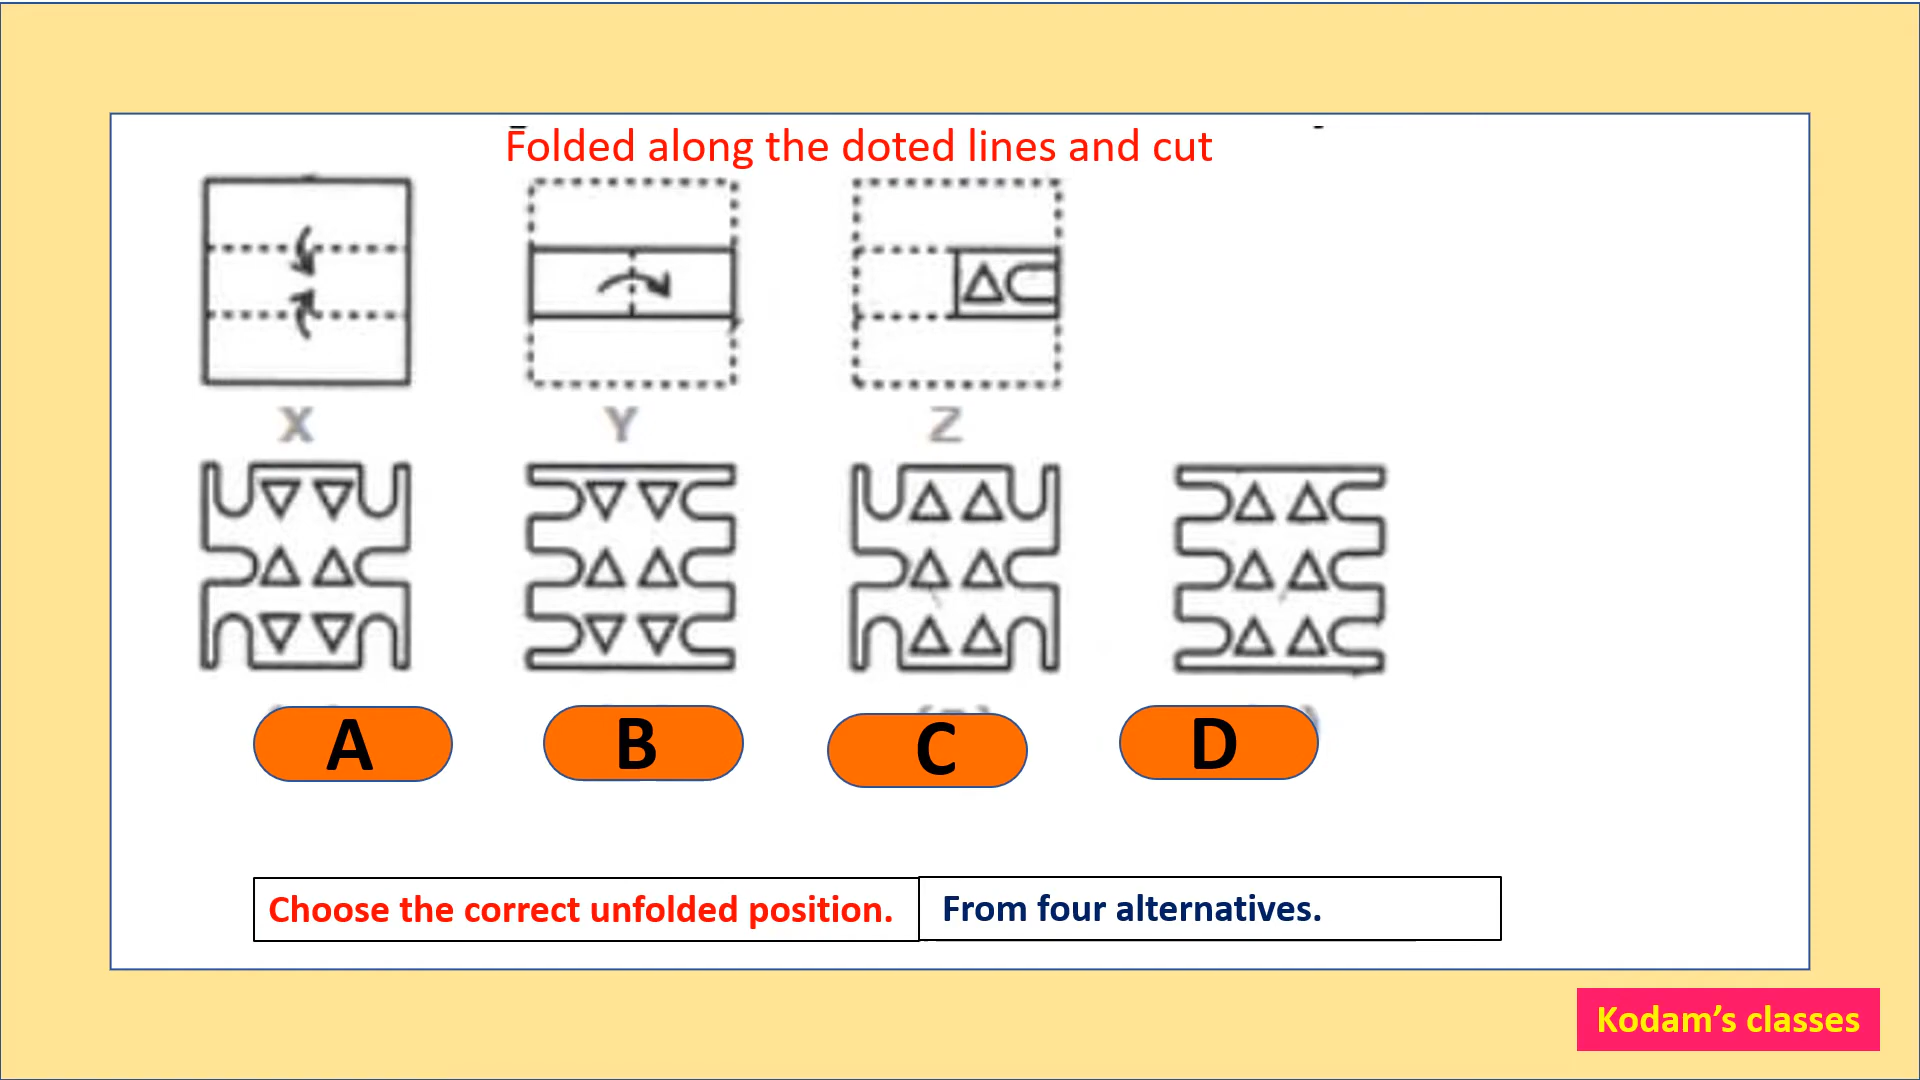 Folded along the doted lines and cut
X Y Z
A B C D
Choose the correct unfolded position. From four alternatives.
Kodam's classes